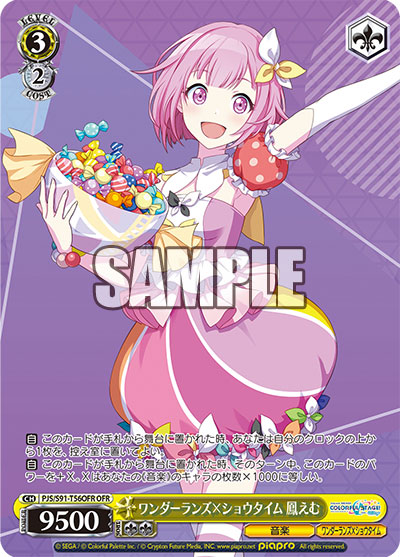 LEVEL
3
2
COST
SAMPLE
自 このカードが手札から舞台に置かれた時、あなたは自分のクロックの上から1枚を、控え室に置いてよい。
自 このカードが手札から舞台に置かれた時、そのターン中、このカードのパワーを+X。Xはあなたの《音楽》のキャラの枚数×1000に等しい。
CH PJS/S91-T56OFR OFR
ワンダーランズ×ショウタイム 鳳えむ
POWER
9500
SOUL
音楽
ワンダーランズ×ショウタイム
© SEGA / © Colorful Palette Inc. / © Crypton Future Media, INC. www.piapro.net piapro All rights reserved.